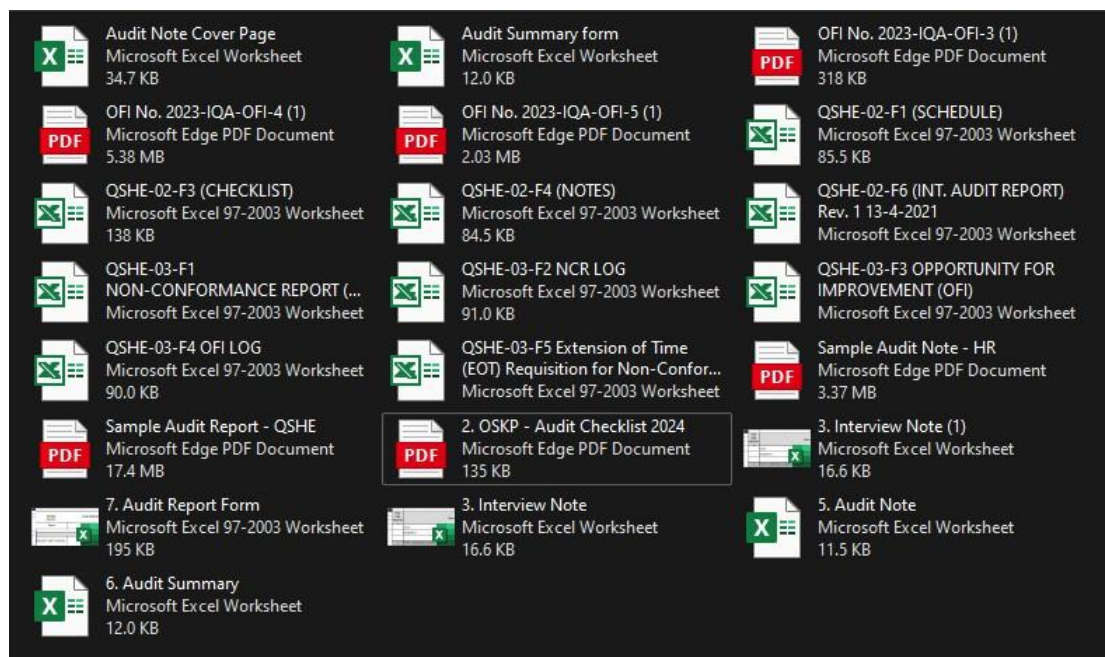 Audit Note Cover Page
Microsoft Excel Worksheet
34.7 KB
Audit Summary form
Microsoft Excel Worksheet
12.0 KB
OFI No. 2023-IQA-OFI-3 (1)
Microsoft Edge PDF Document
318 KB
OFI No. 2023-IQA-OFI-4 (1)
Microsoft Edge PDF Document
5.38 MB
OFI No. 2023-IQA-OFI-5 (1)
Microsoft Edge PDF Document
2.03 MB
QSHE-02-F1 (SCHEDULE)
Microsoft Excel 97-2003 Worksheet
85.5 KB
QSHE-02-F3 (CHECKLIST)
Microsoft Excel 97-2003 Worksheet
138 KB
QSHE-02-F4 (NOTES)
Microsoft Excel 97-2003 Worksheet
84.5 KB
QSHE-02-F6 (INT. AUDIT REPORT)
Rev. 1 13-4-2021
Microsoft Excel 97-2003 Worksheet
QSHE-03-F1
NON-CONFORMANCE REPORT (...
Microsoft Excel 97-2003 Worksheet
QSHE-03-F2 NCR LOG
Microsoft Excel 97-2003 Worksheet
91.0 KB
QSHE-03-F3 OPPORTUNITY FOR
IMPROVEMENT (OFI)
Microsoft Excel 97-2003 Worksheet
QSHE-03-F4 OFI LOG
Microsoft Excel 97-2003 Worksheet
90.0 KB
QSHE-03-F5 Extension of Time
(EOT) Requisition for Non-Confor...
Microsoft Excel 97-2003 Worksheet
Sample Audit Note - HR
Microsoft Edge PDF Document
3.37 MB
Sample Audit Report - QSHE
Microsoft Edge PDF Document
17.4 MB
2. OSKP - Audit Checklist 2024
Microsoft Edge PDF Document
135 KB
3. Interview Note (1)
Microsoft Excel Worksheet
16.6 KB
7. Audit Report Form
Microsoft Excel 97-2003 Worksheet
195 KB
3. Interview Note
Microsoft Excel Worksheet
16.6 KB
5. Audit Note
Microsoft Excel Worksheet
11.5 KB
6. Audit Summary
Microsoft Excel Worksheet
12.0 KB
PDF
PDF
PDF
PDF
PDF
PDF